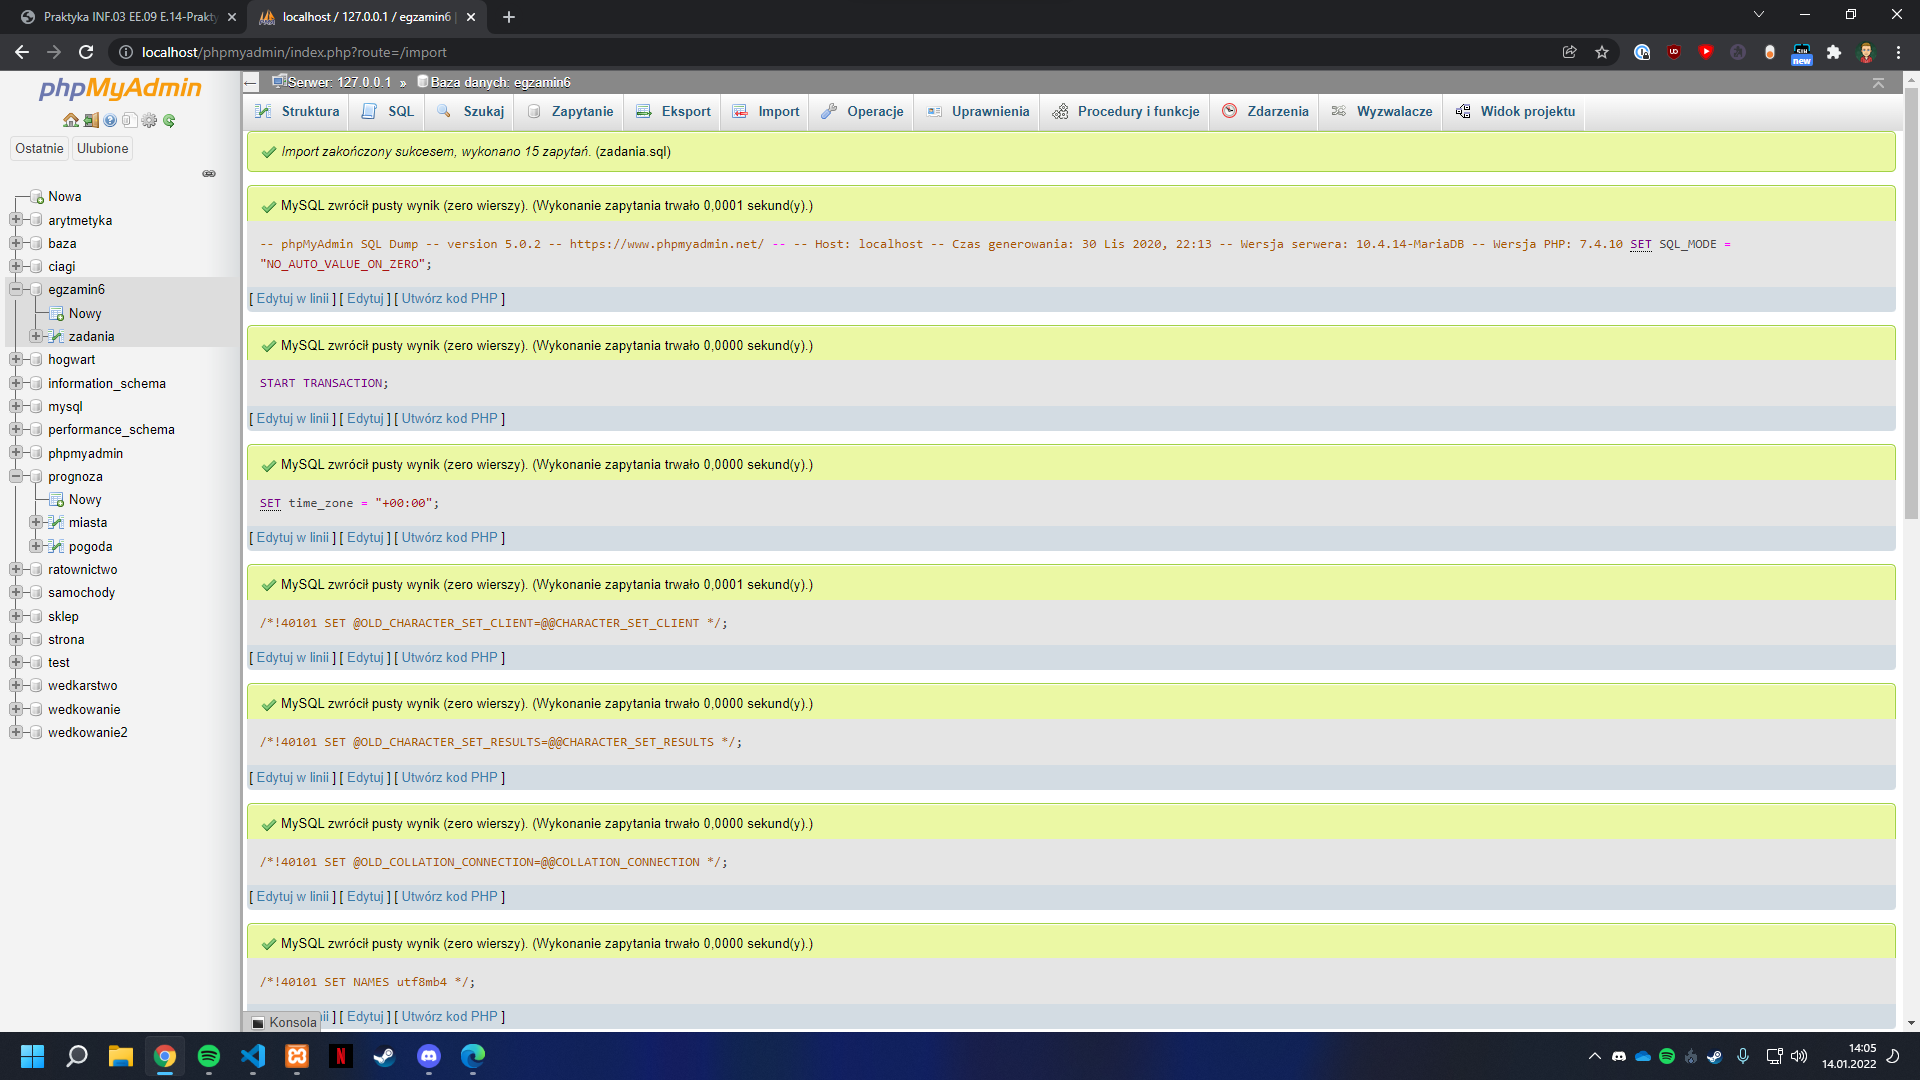 Praktyka INF.03 EE.09 E.14-Prakty
localhost / 127.0.0.1 / egzamin6 |
localhost/phpmyadmin/index.php?route=/import
new
phpMyAdmin
Ostatnie
Ulubione
Nowa
arytmetyka
baza
ciagi
egzamin6
Nowy
zadania
hogwart
information_schema
mysql
performance_schema
phpmyadmin
prognoza
Nowy
miasta
pogoda
ratownictwo
samochody
sklep
strona
test
wedkarstwo
wedkowanie
wedkowanie2
Serwer: 127.0.0.1 » Baza danych: egzamin6
Struktura SQL Szukaj Zapytanie Eksport Import Operacje Uprawnienia Procedury i funkcje Zdarzenia Wyzwalacze Widok projektu
Import zakończony sukcesem, wykonano 15 zapytań. (zadania.sql)
MySQL zwrócił pusty wynik (zero wierszy). (Wykonanie zapytania trwało 0,0001 sekund(y).)
-- phpMyAdmin SQL Dump -- version 5.0.2 -- https://www.phpmyadmin.net/ -- -- Host: localhost -- Czas generowania: 30 Lis 2020, 22:13 -- Wersja serwera: 10.4.14-MariaDB -- Wersja PHP: 7.4.10 SET SQL_MODE =
"NO_AUTO_VALUE_ON_ZERO";
[ Edytuj w linii ] [ Edytuj ] [ Utwórz kod PHP ]
MySQL zwrócił pusty wynik (zero wierszy). (Wykonanie zapytania trwało 0,0000 sekund(y).)
START TRANSACTION;
[ Edytuj w linii ] [ Edytuj ] [ Utwórz kod PHP ]
MySQL zwrócił pusty wynik (zero wierszy). (Wykonanie zapytania trwało 0,0000 sekund(y).)
SET time_zone = "+00:00";
[ Edytuj w linii ] [ Edytuj ] [ Utwórz kod PHP ]
MySQL zwrócił pusty wynik (zero wierszy). (Wykonanie zapytania trwało 0,0001 sekund(y).)
/*!40101 SET @OLD_CHARACTER_SET_CLIENT=@@CHARACTER_SET_CLIENT */;
[ Edytuj w linii ] [ Edytuj ] [ Utwórz kod PHP ]
MySQL zwrócił pusty wynik (zero wierszy). (Wykonanie zapytania trwało 0,0000 sekund(y).)
/*!40101 SET @OLD_CHARACTER_SET_RESULTS=@@CHARACTER_SET_RESULTS */;
[ Edytuj w linii ] [ Edytuj ] [ Utwórz kod PHP ]
MySQL zwrócił pusty wynik (zero wierszy). (Wykonanie zapytania trwało 0,0000 sekund(y).)
/*!40101 SET @OLD_COLLATION_CONNECTION=@@COLLATION_CONNECTION */;
[ Edytuj w linii ] [ Edytuj ] [ Utwórz kod PHP ]
MySQL zwrócił pusty wynik (zero wierszy). (Wykonanie zapytania trwało 0,0000 sekund(y).)
/*!40101 SET NAMES utf8mb4 */;
Konsola ii ] [ Edytuj ] [ Utwórz kod PHP ]
14:05
14.01.2022